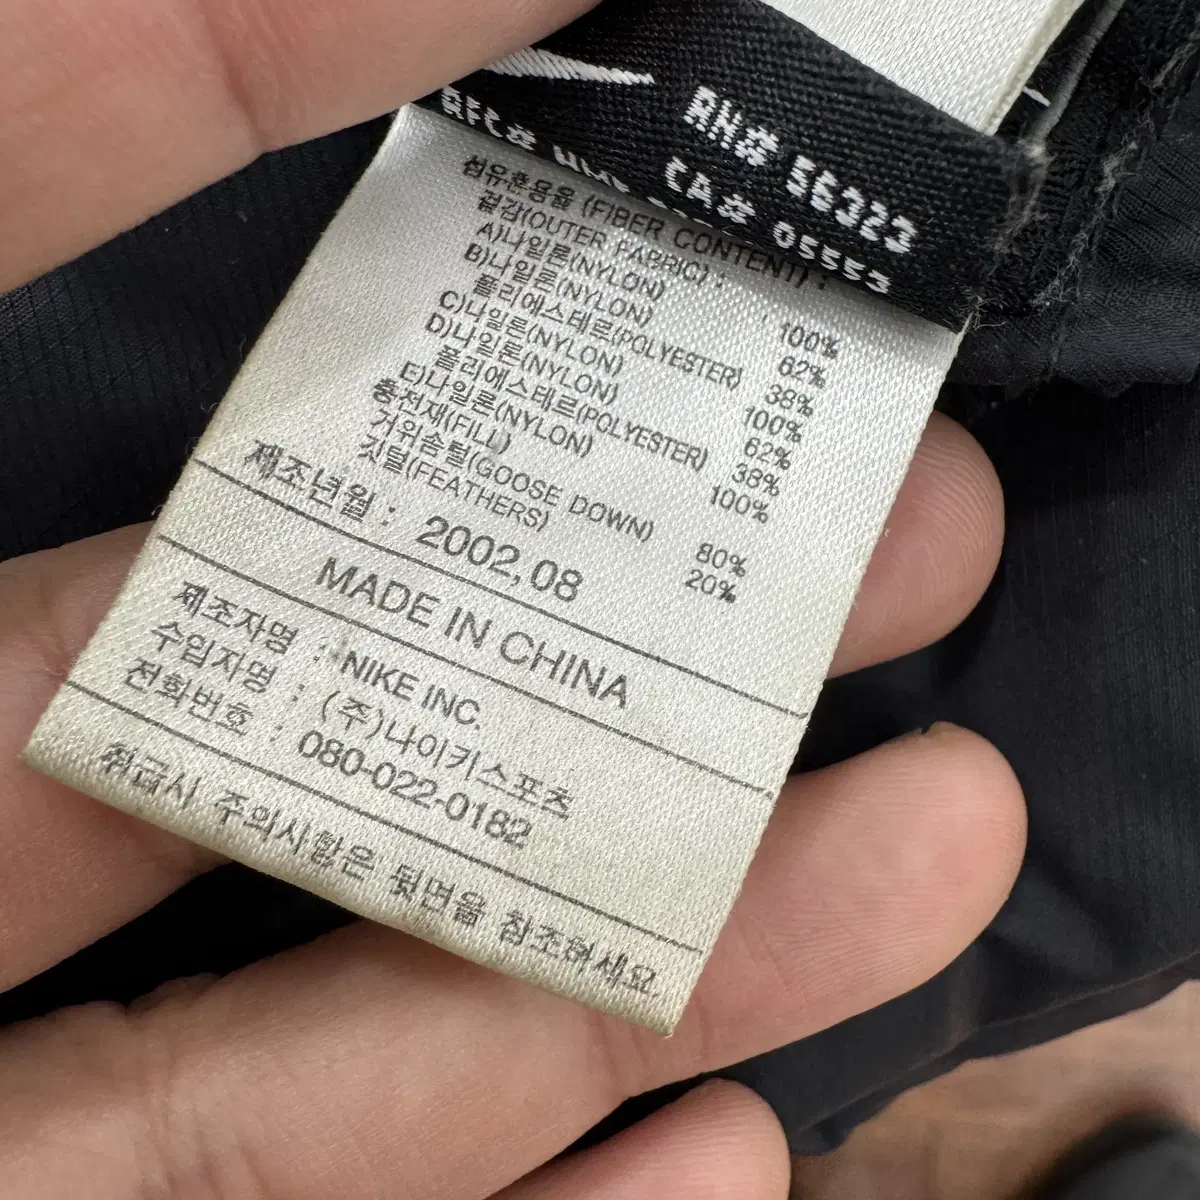 RN# 56323
CA# 05553
섬유혼용율 (FIBER CONTENT) :
겉감(OUTER FABRIC) :
A)나일론(NYLON) 100%
B)나일론(NYLON) 62%
폴리에스테르(POLYESTER) 38%
C)나일론(NYLON) 100%
D)나일론(NYLON) 62%
폴리에스테르(POLYESTER) 38%
E)나일론(NYLON) 100%
충전재(FILL)
거위솜털(GOOSE DOWN) 80%
깃털(FEATHERS) 20%
제조년월 : 2002,08
MADE IN CHINA
제조자명 : NIKE INC.
수입자명 : (주)나이키스포츠
전화번호 : 080-022-0182
취급시 주의사항은 뒷면을 참조하세요